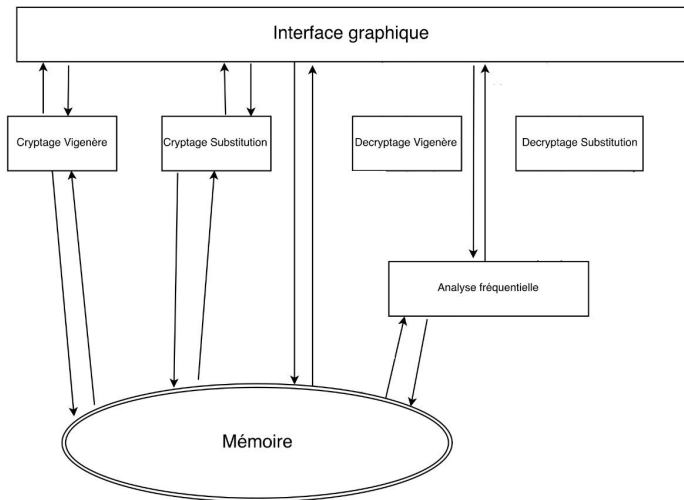 Interface graphique
Cryptage Vigenère
Cryptage Substitution
Decryptage Vigenère
Decryptage Substitution
Analyse fréquentielle
Mémoire